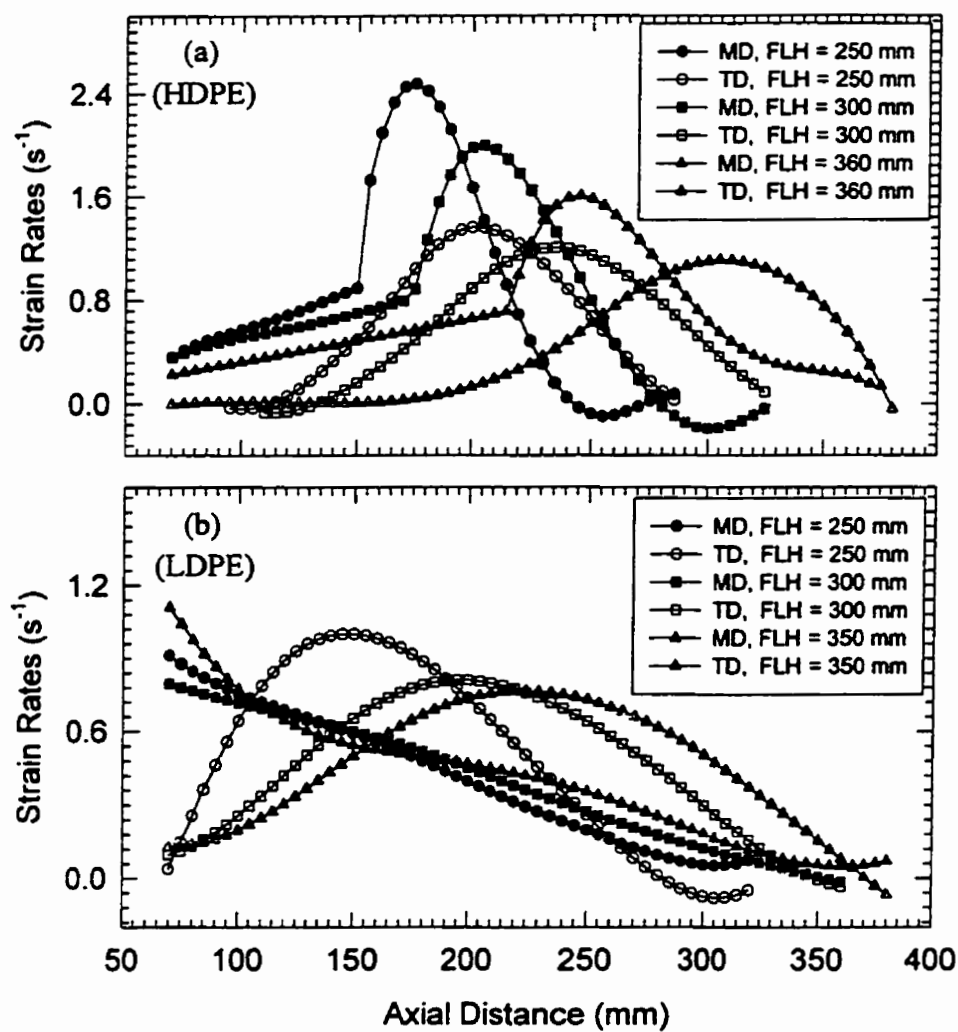 (a)
(HDPE)
MD, FLH = 250 mm
TD, FLH = 250 mm
MD, FLH = 300 mm
TD, FLH = 300 mm
MD, FLH = 360 mm
TD, FLH = 360 mm
Strain Rates (s⁻¹)
2.4
1.6
0.8
0.0
(b)
(LDPE)
MD, FLH = 250 mm
TD, FLH = 250 mm
MD, FLH = 300 mm
TD, FLH = 300 mm
MD, FLH = 350 mm
TD, FLH = 350 mm
Strain Rates (s⁻¹)
1.2
0.6
0.0
50 100 150 200 250 300 350 400
Axial Distance (mm)